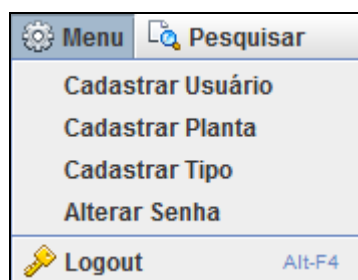 Menu Pesquisar
Cadastrar Usuário
Cadastrar Planta
Cadastrar Tipo
Alterar Senha
Logout Alt-F4